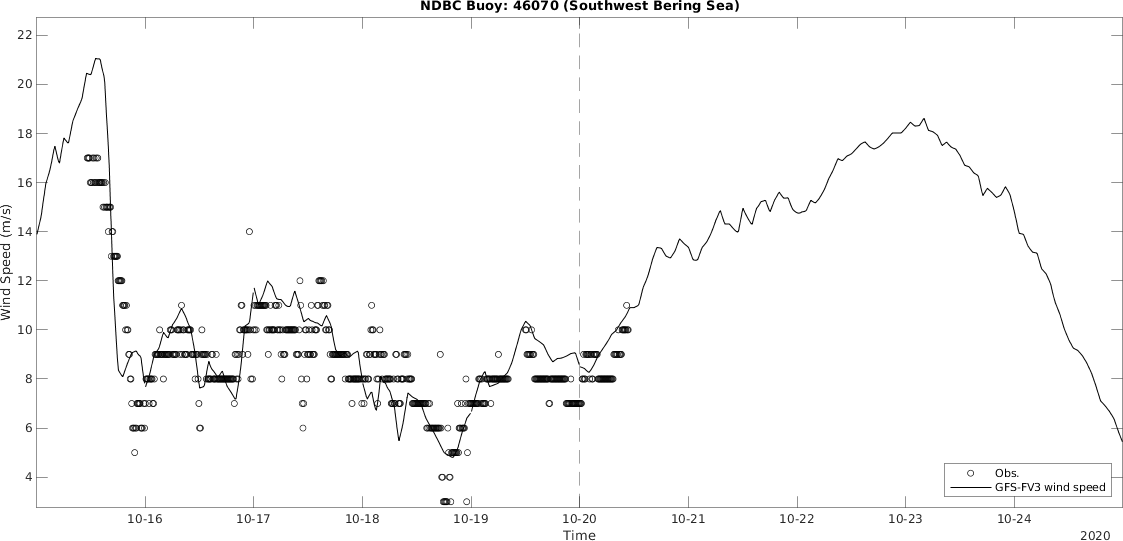 NDBC Buoy: 46070 (Southwest Bering Sea)
22
20
18
16
14
12
10
8
6
4
Wind Speed (m/s)
Obs.
GFS-FV3 wind speed
10-16 10-17 10-18 10-19 10-20 10-21 10-22 10-23 10-24
Time
2020